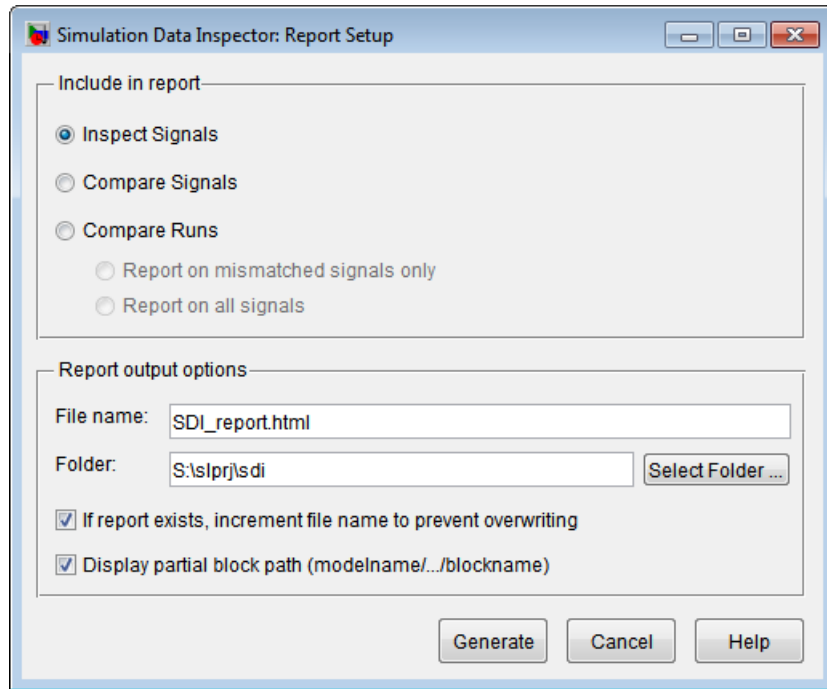 Simulation Data Inspector: Report Setup
Include in report
Inspect Signals
Compare Signals
Compare Runs
Report on mismatched signals only
Report on all signals
Report output options
File name: SDI_report.html
Folder: S:\slprj\sdi Select Folder ...
If report exists, increment file name to prevent overwriting
Display partial block path (modelname/.../blockname)
Generate Cancel Help